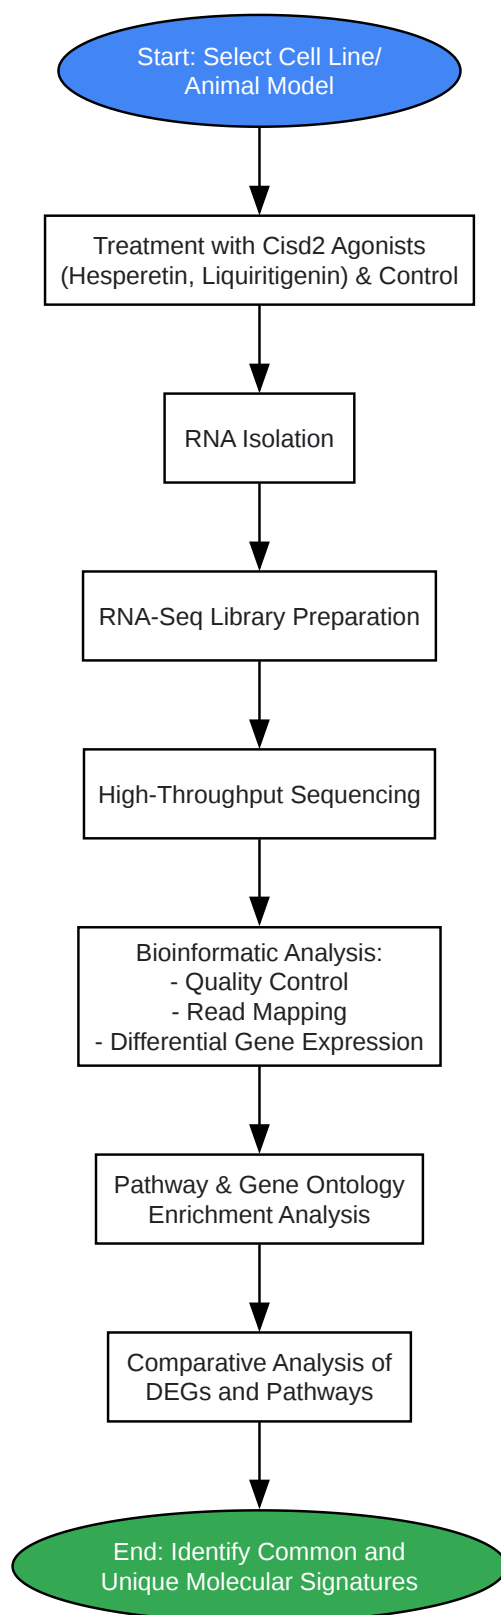 Start: Select Cell Line/
Animal Model
Treatment with Cisd2 Agonists
(Hesperetin, Liquiritigenin) & Control
RNA Isolation
RNA-Seq Library Preparation
High-Throughput Sequencing
Bioinformatic Analysis:
- Quality Control
- Read Mapping
- Differential Gene Expression
Pathway & Gene Ontology
Enrichment Analysis
Comparative Analysis of
DEGs and Pathways
End: Identify Common and
Unique Molecular Signatures